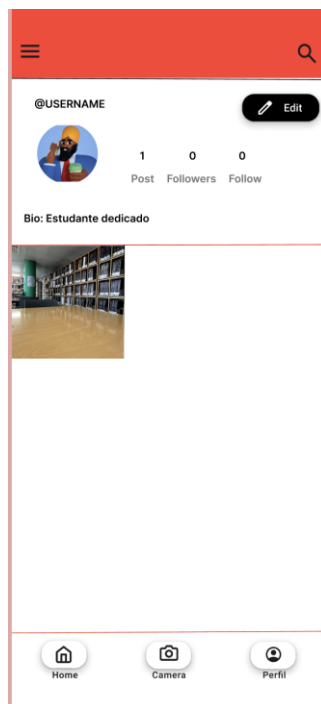 @USERNAME
Edit
1 0 0
Post Followers Follow
Bio: Estudante dedicado
Home Camera Perfil